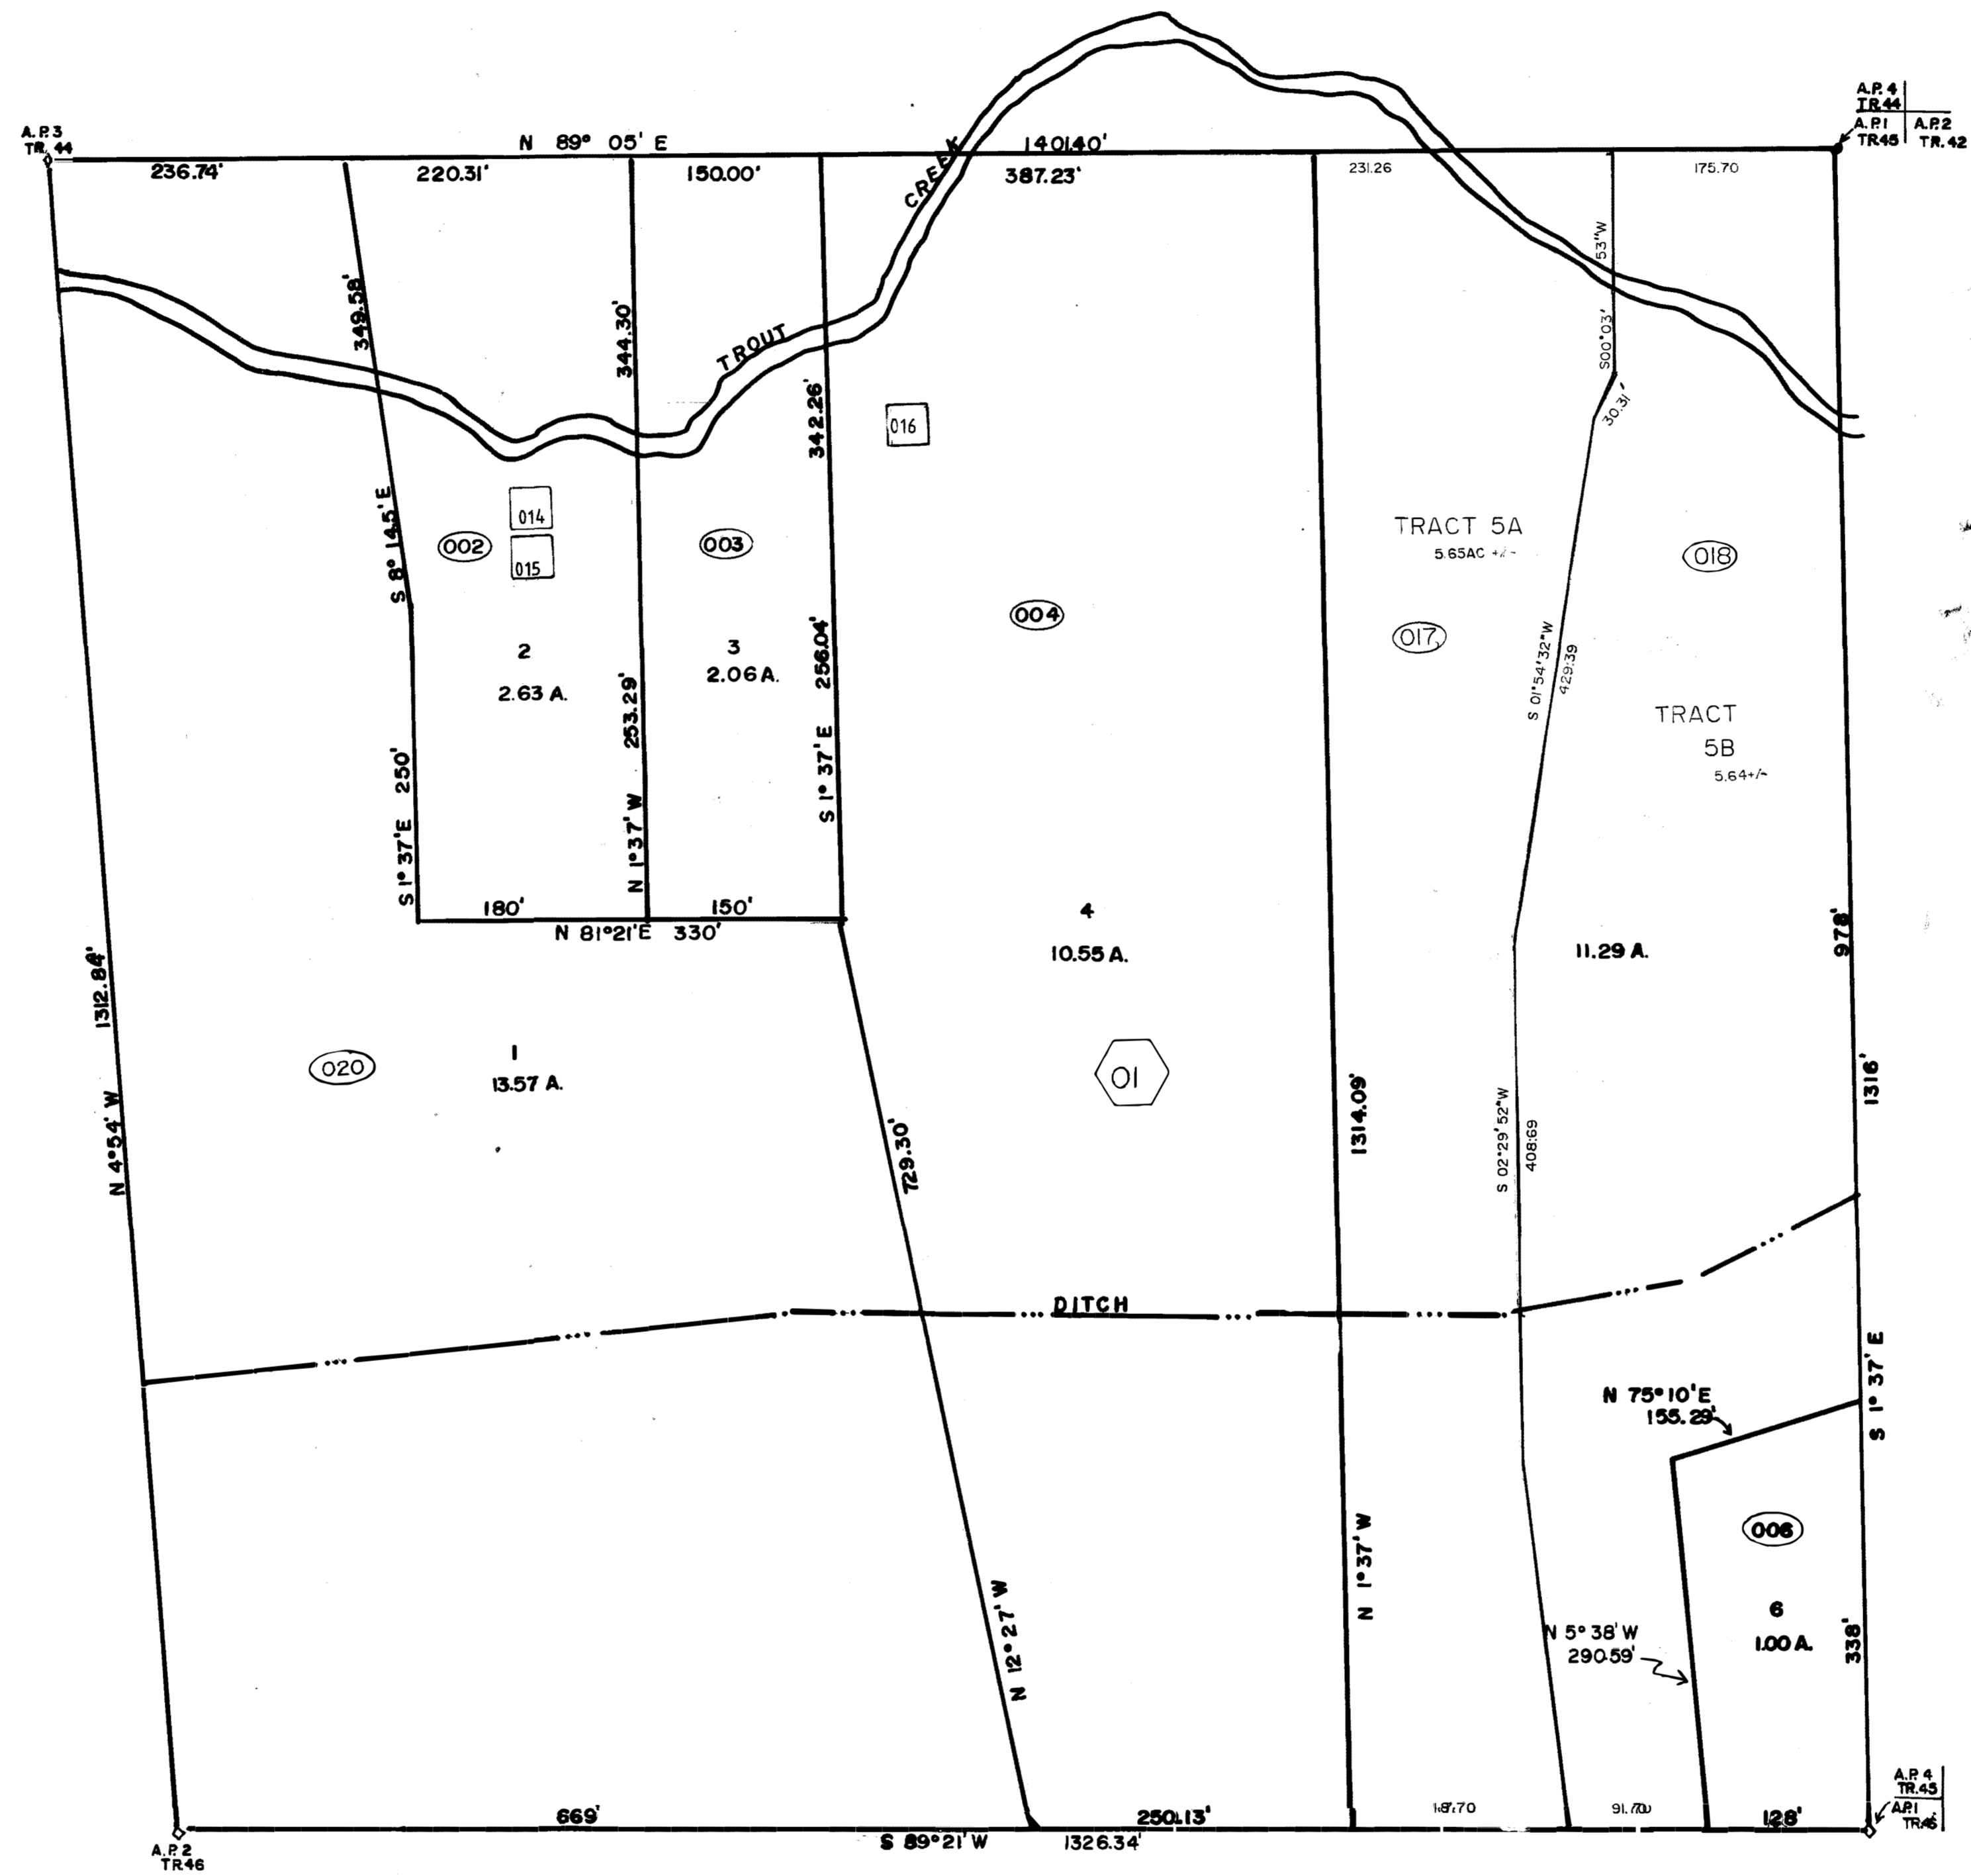 A.P. 4
TR.44
A.P.1
TR45
A.P.2
TR. 42
A.P.3
TR. 44
N 89° 05' E
1401.40'
236.74'
220.31'
150.00'
387.23'
231.26
175.70
TROUT CREEK
349.58'
S 8° 14.5' E
344.30'
342.26'
S00°03' 53"W
30.31'
016
014
015
002
003
004
TRACT 5A
5.65AC +/-
017
018
2
2.63 A.
3
2.06 A.
253.29'
N 1°37' W
256.04'
S 1° 37' E
S 01°54'32"W
429.39
TRACT
5B
5.64+/-
250'
S 1° 37' E
180'
150'
N 81°21'E 330'
4
10.55 A.
11.29 A.
978'
1312.84'
N 4°54' W
020
1
13.57 A.
01
729.30'
N 12°27' W
1314.09'
N 1°37' W
S 02°29'52"W
408.69
1316'
S 1° 37' E
DITCH
N 75°10'E
155.29'
006
6
1.00 A.
N 5°38' W
290.59'
338'
A.P. 4
TR.45
A.P.1
TR.46
669'
250.13'
128'
S 89°21' W 1326.34'
A.P. 2
TR.46